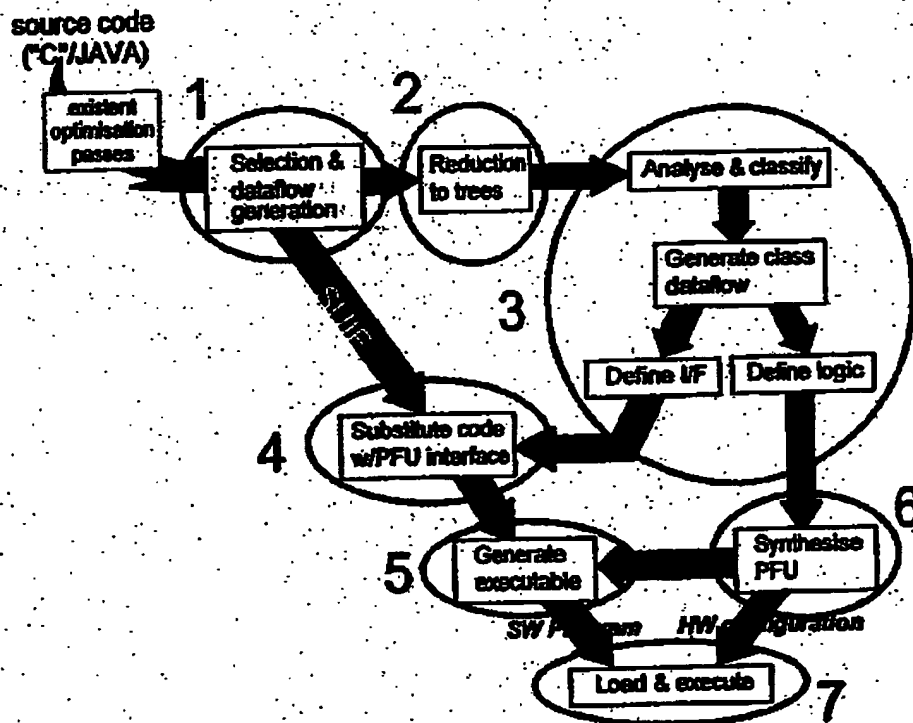 source code
("C"/JAVA)
existent
optimisation
passes
1
Selection &
dataflow
generation
2
Reduction
to trees
Analyse & classify
Generate class
dataflow
3
Define I/F
Define logic
SUIF
4
Substitute code
w/PFU interface
5
Generate
executable
6
Synthesise
PFU
SW
HW
7
Load & execute